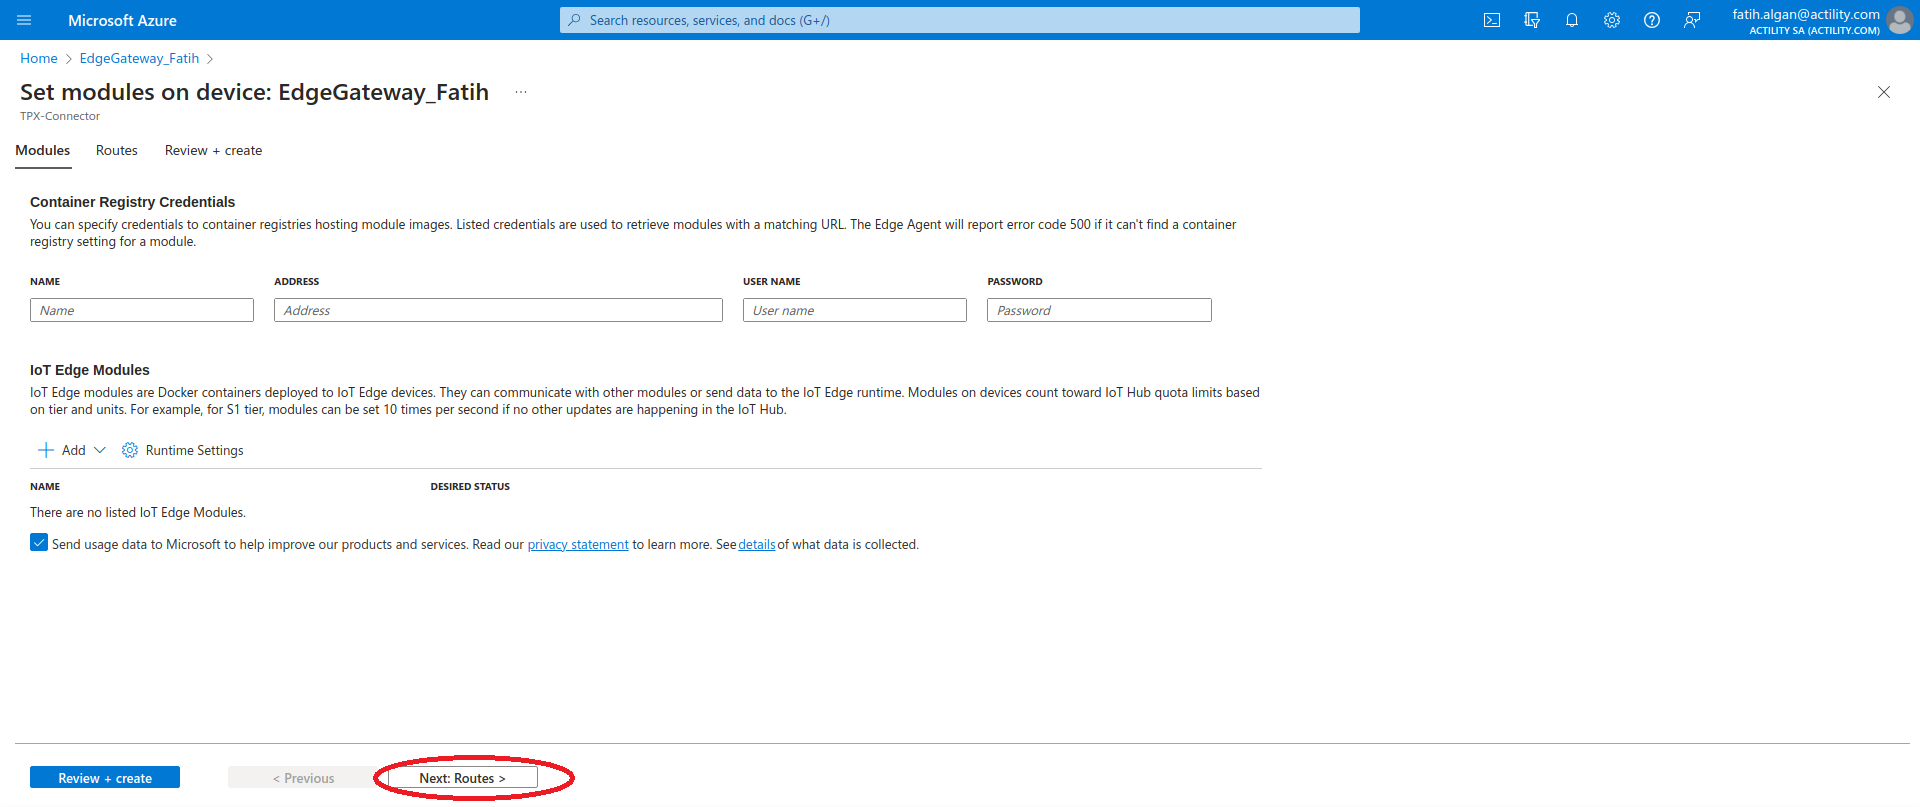 Microsoft Azure
Search resources, services, and docs (G+/)
fatih.algan@actility.com
ACTILITY SA (ACTILITY.COM)
Home > EdgeGateway_Fatih >
Set modules on device: EdgeGateway_Fatih ...
TPX-Connector
Modules Routes Review + create
Container Registry Credentials
You can specify credentials to container registries hosting module images. Listed credentials are used to retrieve modules with a matching URL. The Edge Agent will report error code 500 if it can't find a container
registry setting for a module.
NAME ADDRESS USER NAME PASSWORD
Name Address User name Password
IoT Edge Modules
IoT Edge modules are Docker containers deployed to IoT Edge devices. They can communicate with other modules or send data to the IoT Edge runtime. Modules on devices count toward IoT Hub quota limits based
on tier and units. For example, for S1 tier, modules can be set 10 times per second if no other updates are happening in the IoT Hub.
Add Runtime Settings
NAME DESIRED STATUS
There are no listed IoT Edge Modules.
Send usage data to Microsoft to help improve our products and services. Read our privacy statement to learn more. See details of what data is collected.
Review + create < Previous Next: Routes >